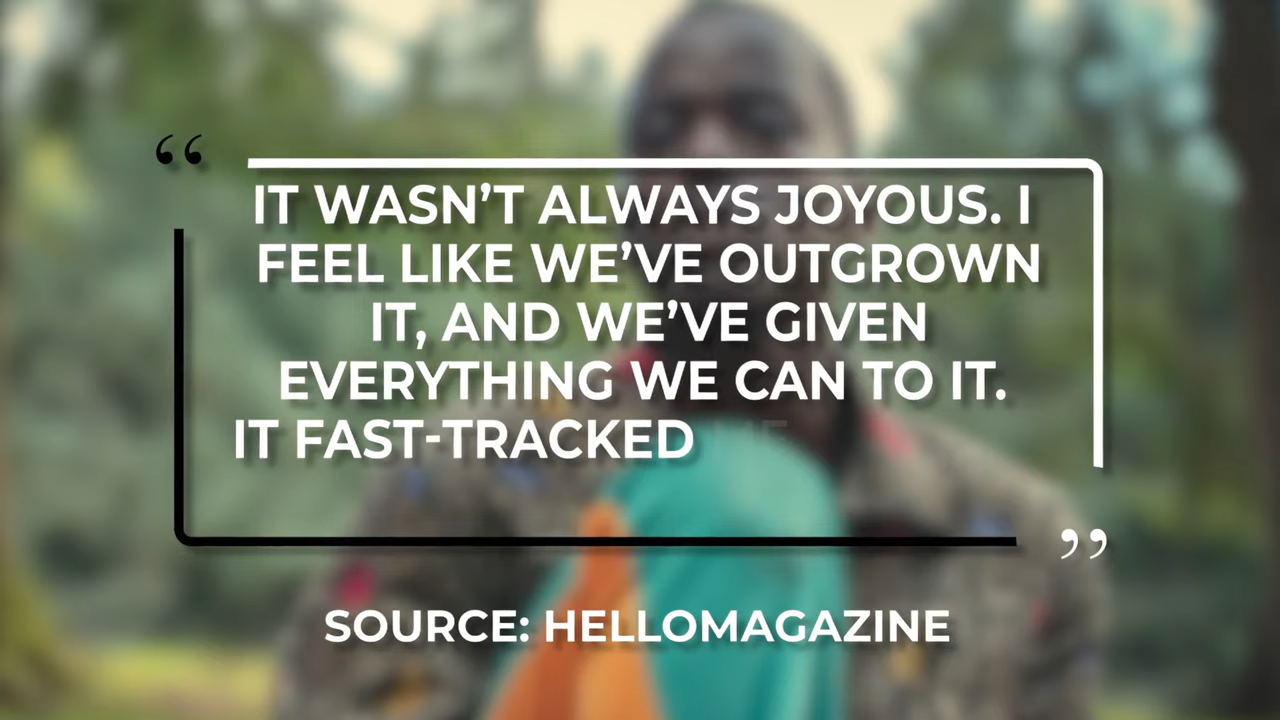 “
IT WASN’T ALWAYS JOYOUS. I
FEEL LIKE WE’VE OUTGROWN
IT, AND WE’VE GIVEN
EVERYTHING WE CAN TO IT.
IT FAST-TRACKED
”
SOURCE: HELLOMAGAZINE